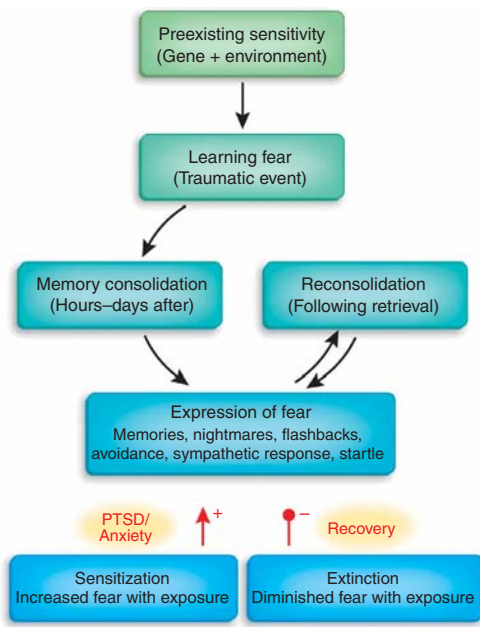 Preexisting sensitivity
(Gene + environment)
Learning fear
(Traumatic event)
Memory consolidation
(Hours–days after)
Reconsolidation
(Following retrieval)
Expression of fear
Memories, nightmares, flashbacks,
avoidance, sympathetic response, startle
PTSD/
Anxiety
+
–
Recovery
Sensitization
Increased fear with exposure
Extinction
Diminished fear with exposure